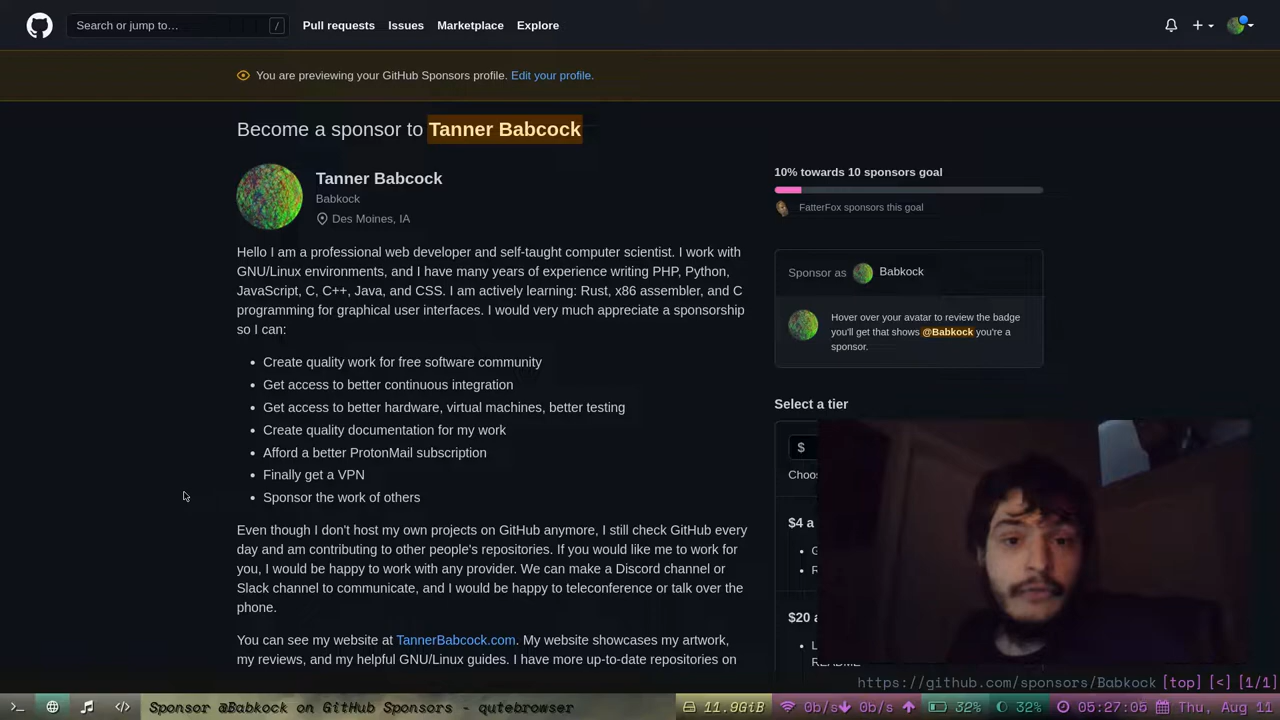 Search or jump to…
/
Pull requests
Issues
Marketplace
Explore
You are previewing your GitHub Sponsors profile. Edit your profile.
Become a sponsor to Tanner Babcock
Tanner Babcock
Babkock
Des Moines, IA
Hello I am a professional web developer and self-taught computer scientist. I work with
GNU/Linux environments, and I have many years of experience writing PHP, Python,
JavaScript, C, C++, Java, and CSS. I am actively learning: Rust, x86 assembler, and C
programming for graphical user interfaces. I would very much appreciate a sponsorship
so I can:
• Create quality work for free software community
• Get access to better continuous integration
• Get access to better hardware, virtual machines, better testing
• Create quality documentation for my work
• Afford a better ProtonMail subscription
• Finally get a VPN
• Sponsor the work of others
Even though I don't host my own projects on GitHub anymore, I still check GitHub every
day and am contributing to other people's repositories. If you would like me to work for
you, I would be happy to work with any provider. We can make a Discord channel or
Slack channel to communicate, and I would be happy to teleconference or talk over the
phone.
You can see my website at TannerBabcock.com. My website showcases my artwork,
my reviews, and my helpful GNU/Linux guides. I have more up-to-date repositories on
10% towards 10 sponsors goal
FatterFox sponsors this goal
Sponsor as Babkock
Hover over your avatar to review the badge
you'll get that shows @Babkock you're a
sponsor.
Select a tier
$
$4 a
$20 a
README
https://github.com/sponsors/Babkock [top] [<] [1/1]
Sponsor @Babkock on GitHub Sponsors - qutebrowser
11.9GiB
0b/s 0b/s
32%
32%
05:27:05
Thu, Aug 11